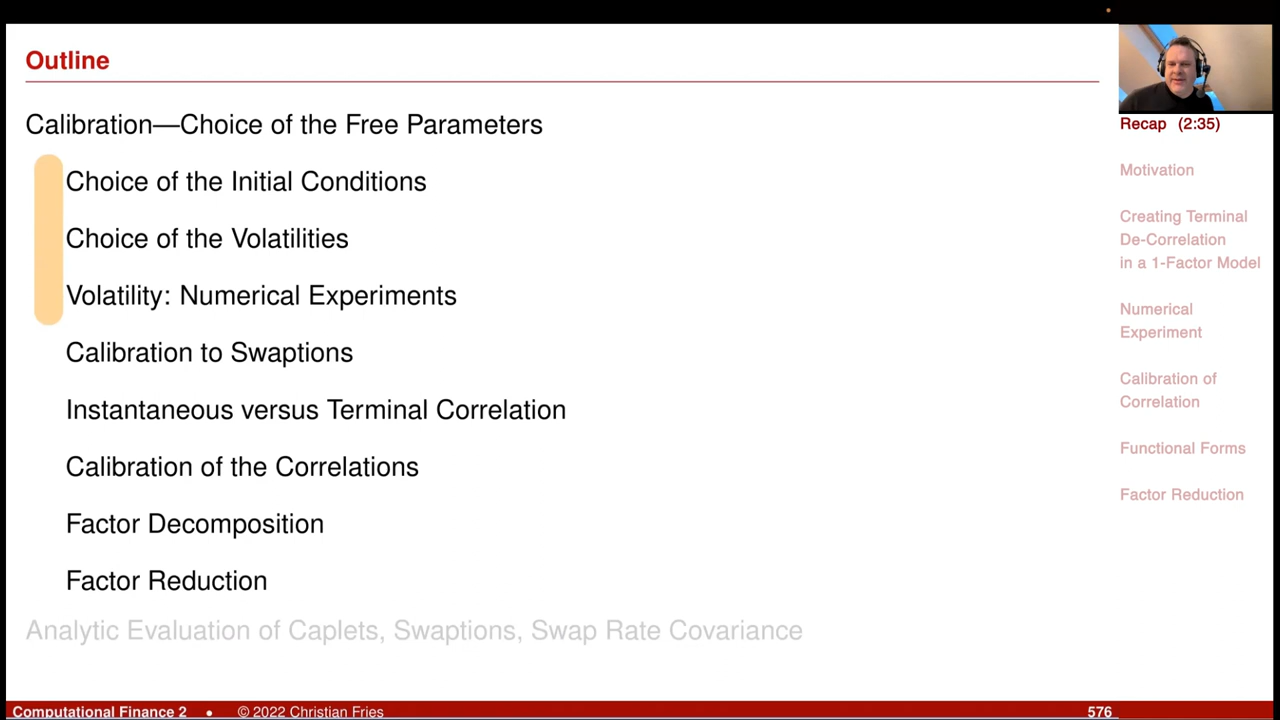 Outline
Calibration—Choice of the Free Parameters
Choice of the Initial Conditions
Choice of the Volatilities
Volatility: Numerical Experiments
Calibration to Swaptions
Instantaneous versus Terminal Correlation
Calibration of the Correlations
Factor Decomposition
Factor Reduction
Analytic Evaluation of Caplets, Swaptions, Swap Rate Covariance
Recap (2:35)
Motivation
Creating Terminal
De-Correlation
in a 1-Factor Model
Numerical
Experiment
Calibration of
Correlation
Functional Forms
Factor Reduction
Computational Finance 2 • © 2022 Christian Fries 576